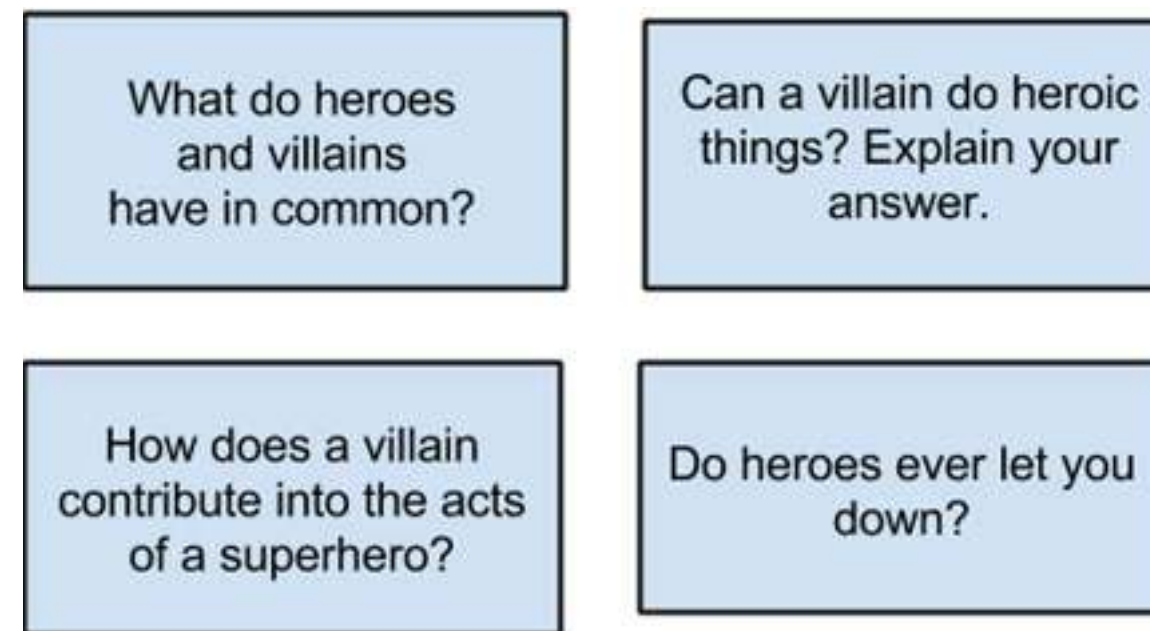 What do heroes
and villains
have in common?
Can a villain do heroic
things? Explain your
answer.
How does a villain
contribute into the acts
of a superhero?
Do heroes ever let you
down?